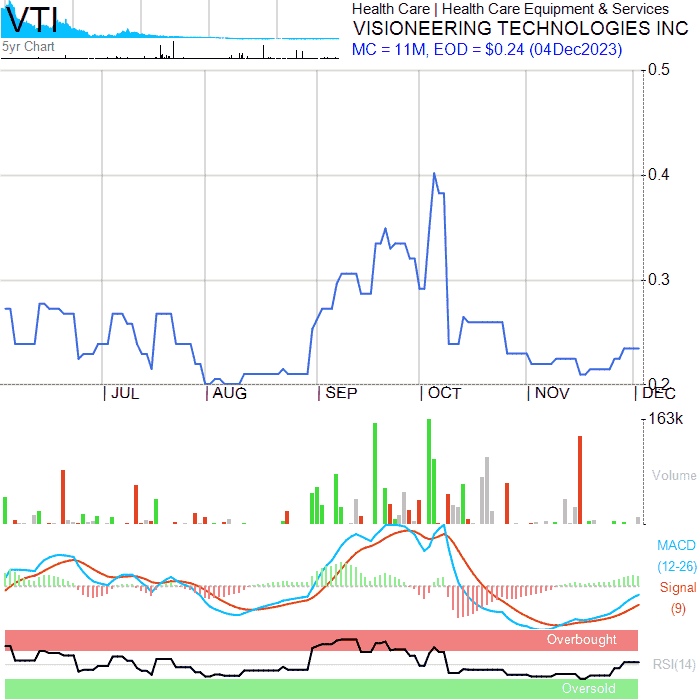 VTI
5yr Chart
Health Care | Health Care Equipment & Services
VISIONEERING TECHNOLOGIES INC
MC = 11M, EOD = $0.24 (04Dec2023)
0.5
0.4
0.3
0.2
JUL
AUG
SEP
OCT
NOV
DEC
163k
Volume
MACD
(12-26)
Signal
(9)
Overbought
RSI(14)
Oversold